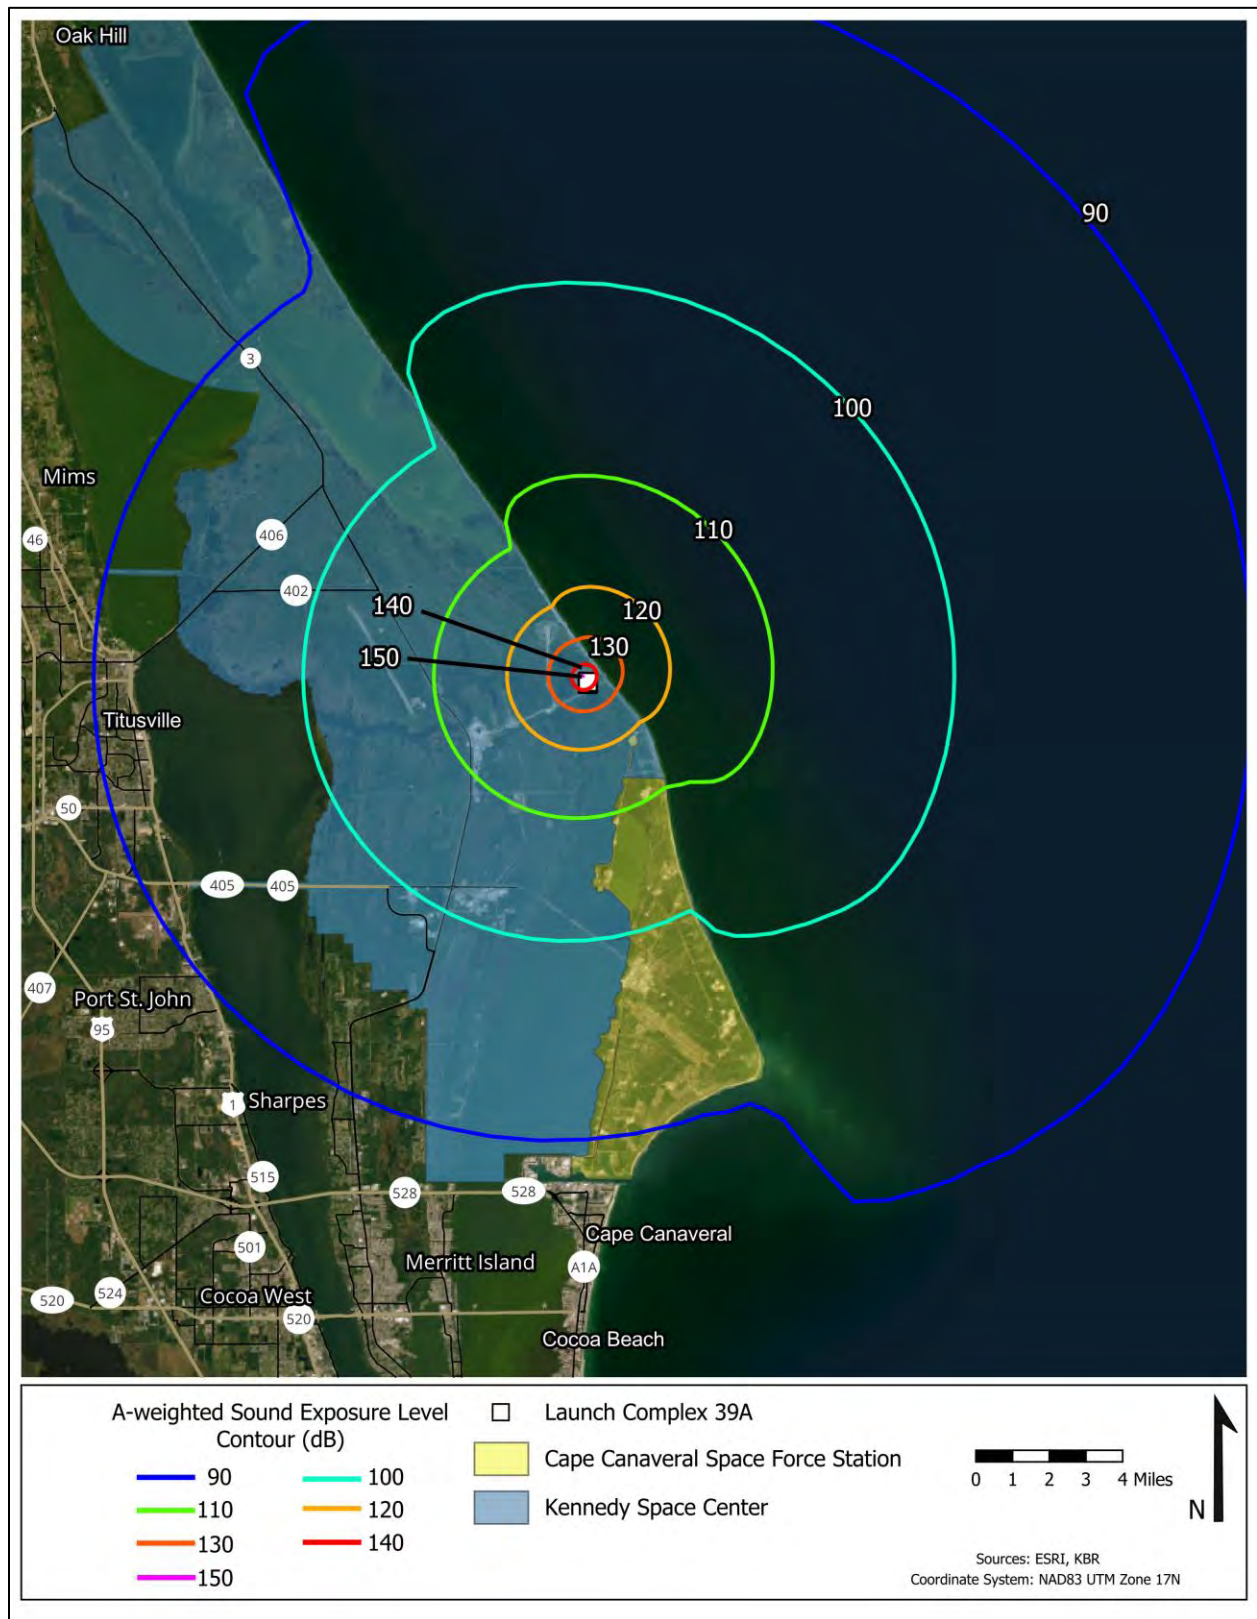 Oak Hill
90
3
100
Mims
46
406
110
402
140
120
130
150
Titusville
50
405
405
407
Port St. John
95
1
Sharpes
515
528
528
Cape Canaveral
501
Merritt Island
A1A
524
520
Cocoa West
520
Cocoa Beach
A-weighted Sound Exposure Level
Contour (dB)
90
100
110
120
130
140
150
Launch Complex 39A
Cape Canaveral Space Force Station
Kennedy Space Center
0 1 2 3 4 Miles
N
Sources: ESRI, KBR
Coordinate System: NAD83 UTM Zone 17N